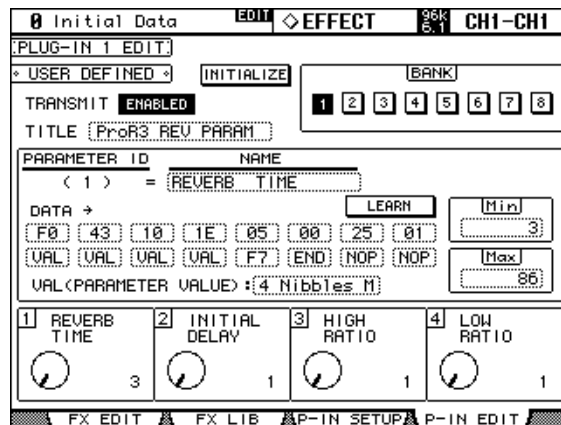 0 Initial Data EDIT ◇EFFECT 96k 6.1 CH1-CH1
PLUG-IN 1 EDIT
USER DEFINED INITIALIZE BANK
TRANSMIT ENABLED 1 2 3 4 5 6 7 8
TITLE ProR3 REV PARAM
PARAMETER ID NAME
( 1 ) = REVERB TIME
DATA → LEARN Min
F0 43 10 1E 05 00 25 01 3
VAL VAL VAL VAL F7 END NOP NOP Max
VAL(PARAMETER VALUE): 4 Nibbles M 86
1 REVERB TIME 2 INITIAL DELAY 3 HIGH RATIO 4 LOW RATIO
3 1 1 1
FX EDIT FX LIB P-IN SETUP P-IN EDIT